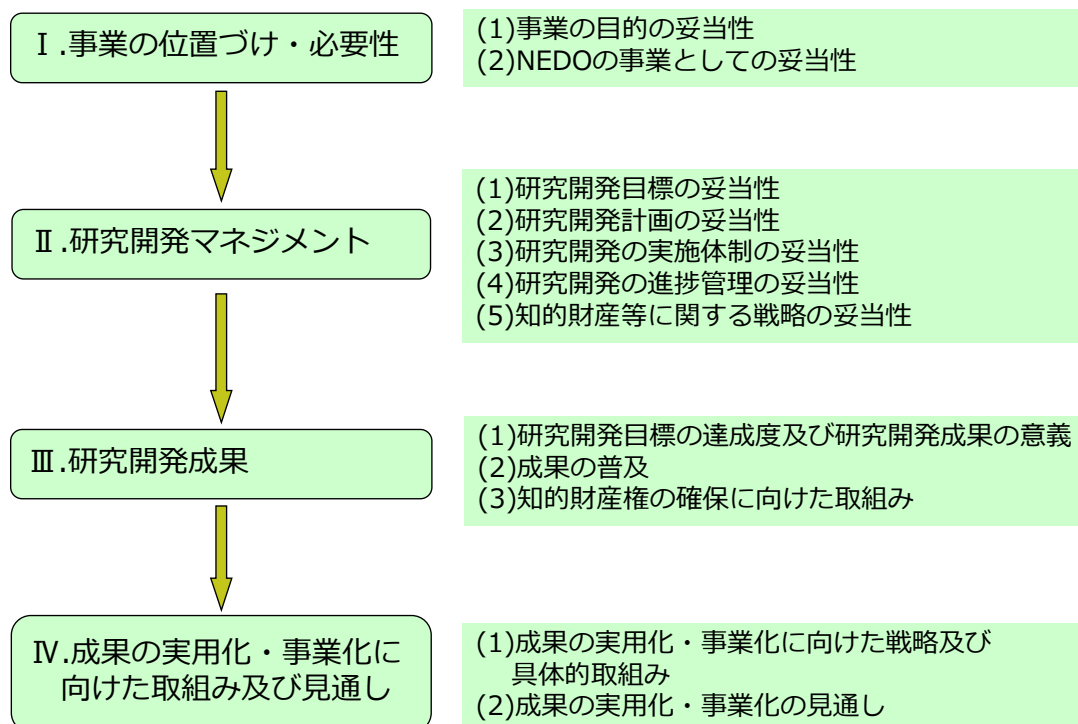 Ⅰ.事業の位置づけ・必要性
(1)事業の目的の妥当性
(2)NEDOの事業としての妥当性
Ⅱ.研究開発マネジメント
(1)研究開発目標の妥当性
(2)研究開発計画の妥当性
(3)研究開発の実施体制の妥当性
(4)研究開発の進捗管理の妥当性
(5)知的財産等に関する戦略の妥当性
Ⅲ.研究開発成果
(1)研究開発目標の達成度及び研究開発成果の意義
(2)成果の普及
(3)知的財産権の確保に向けた取組み
Ⅳ.成果の実用化・事業化に
向けた取組み及び見通し
(1)成果の実用化・事業化に向けた戦略及び
具体的取組み
(2)成果の実用化・事業化の見通し